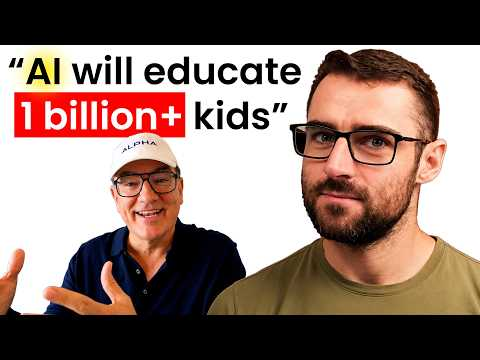 “AI will educate
1 billion+ kids”
ALPHA